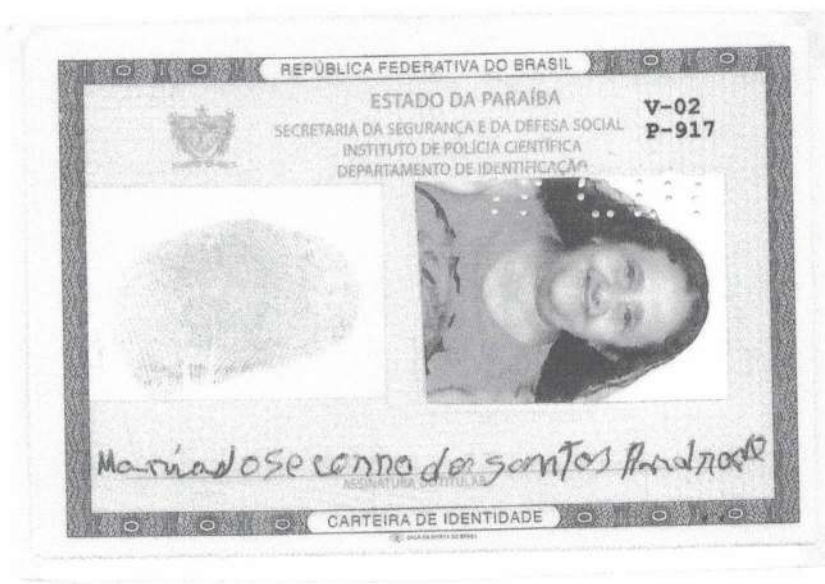 REPÚBLICA FEDERATIVA DO BRASIL
ESTADO DA PARAÍBA
V-02
SECRETARIA DA SEGURANÇA E DA DEFESA SOCIAL
P-917
INSTITUTO DE POLÍCIA CIENTÍFICA
DEPARTAMENTO DE IDENTIFICAÇÃO
Maria dos santos Andrade
ASSINATURA DO TITULAR
CARTEIRA DE IDENTIDADE